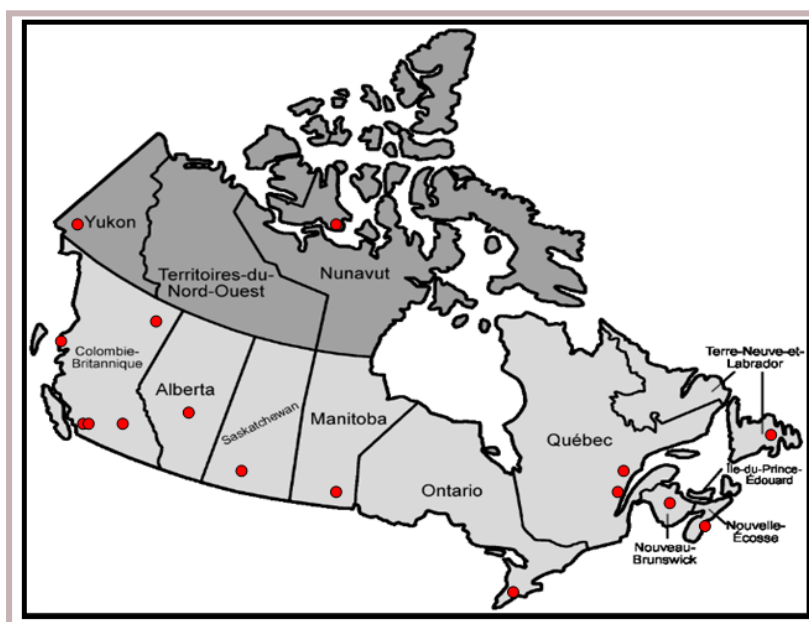 Yukon
Territoires-du-
Nord-Ouest
Nunavut
Colombie-
Britannique
Alberta
Saskatchewan
Manitoba
Ontario
Québec
Terre-Neuve-et-
Labrador
Île-du-Prince-
Édouard
Nouvelle-
Écosse
Nouveau-
Brunswick